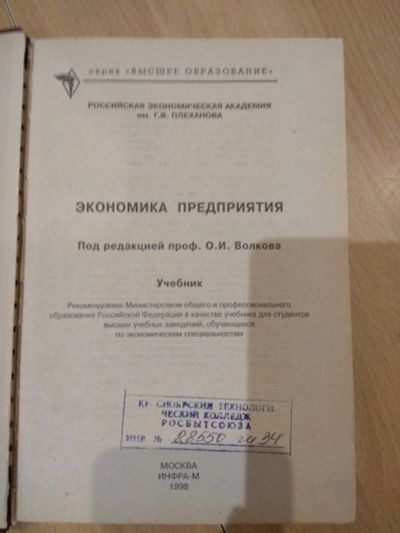 серия «ВЫСШЕЕ ОБРАЗОВАНИЕ»
РОССИЙСКАЯ ЭКОНОМИЧЕСКАЯ АКАДЕМИЯ
им. Г.В. ПЛЕХАНОВА
ЭКОНОМИКА ПРЕДПРИЯТИЯ
Под редакцией проф. О.И. Волкова
Учебник
Рекомендовано Министерством общего и профессионального
образования Российской Федерации в качестве учебника для студентов
высших учебных заведений, обучающихся
по экономическим специальностям
ТЕХНОЛОГИ-
ЧЕСКИЙ КОЛЛЕДЖ
РОСБЫТСОЮЗА
ИНВ №
МОСКВА
ИНФРА-М
1998